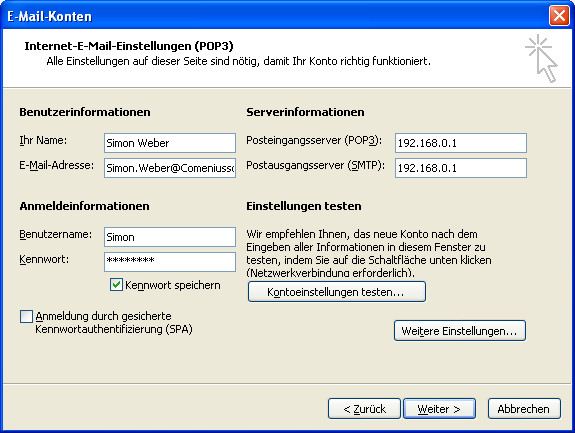 E-Mail-Konten
Internet-E-Mail-Einstellungen (POP3)
Alle Einstellungen auf dieser Seite sind nötig, damit Ihr Konto richtig funktioniert.
Benutzerinformationen
Ihr Name: Simon Weber
E-Mail-Adresse: Simon.Weber@Comeniussc
Serverinformationen
Posteingangsserver (POP3): 192.168.0.1
Postausgangsserver (SMTP): 192.168.0.1
Anmeldeinformationen
Benutzername: Simon
Kennwort: ********
Kennwort speichern
Anmeldung durch gesicherte
Kennwortauthentifizierung (SPA)
Einstellungen testen
Wir empfehlen Ihnen, das neue Konto nach dem
Eingeben aller Informationen in diesem Fenster zu
testen, indem Sie auf die Schaltfläche unten klicken
(Netzwerkverbindung erforderlich).
Kontoeinstellungen testen...
Weitere Einstellungen...
< Zurück
Weiter >
Abbrechen